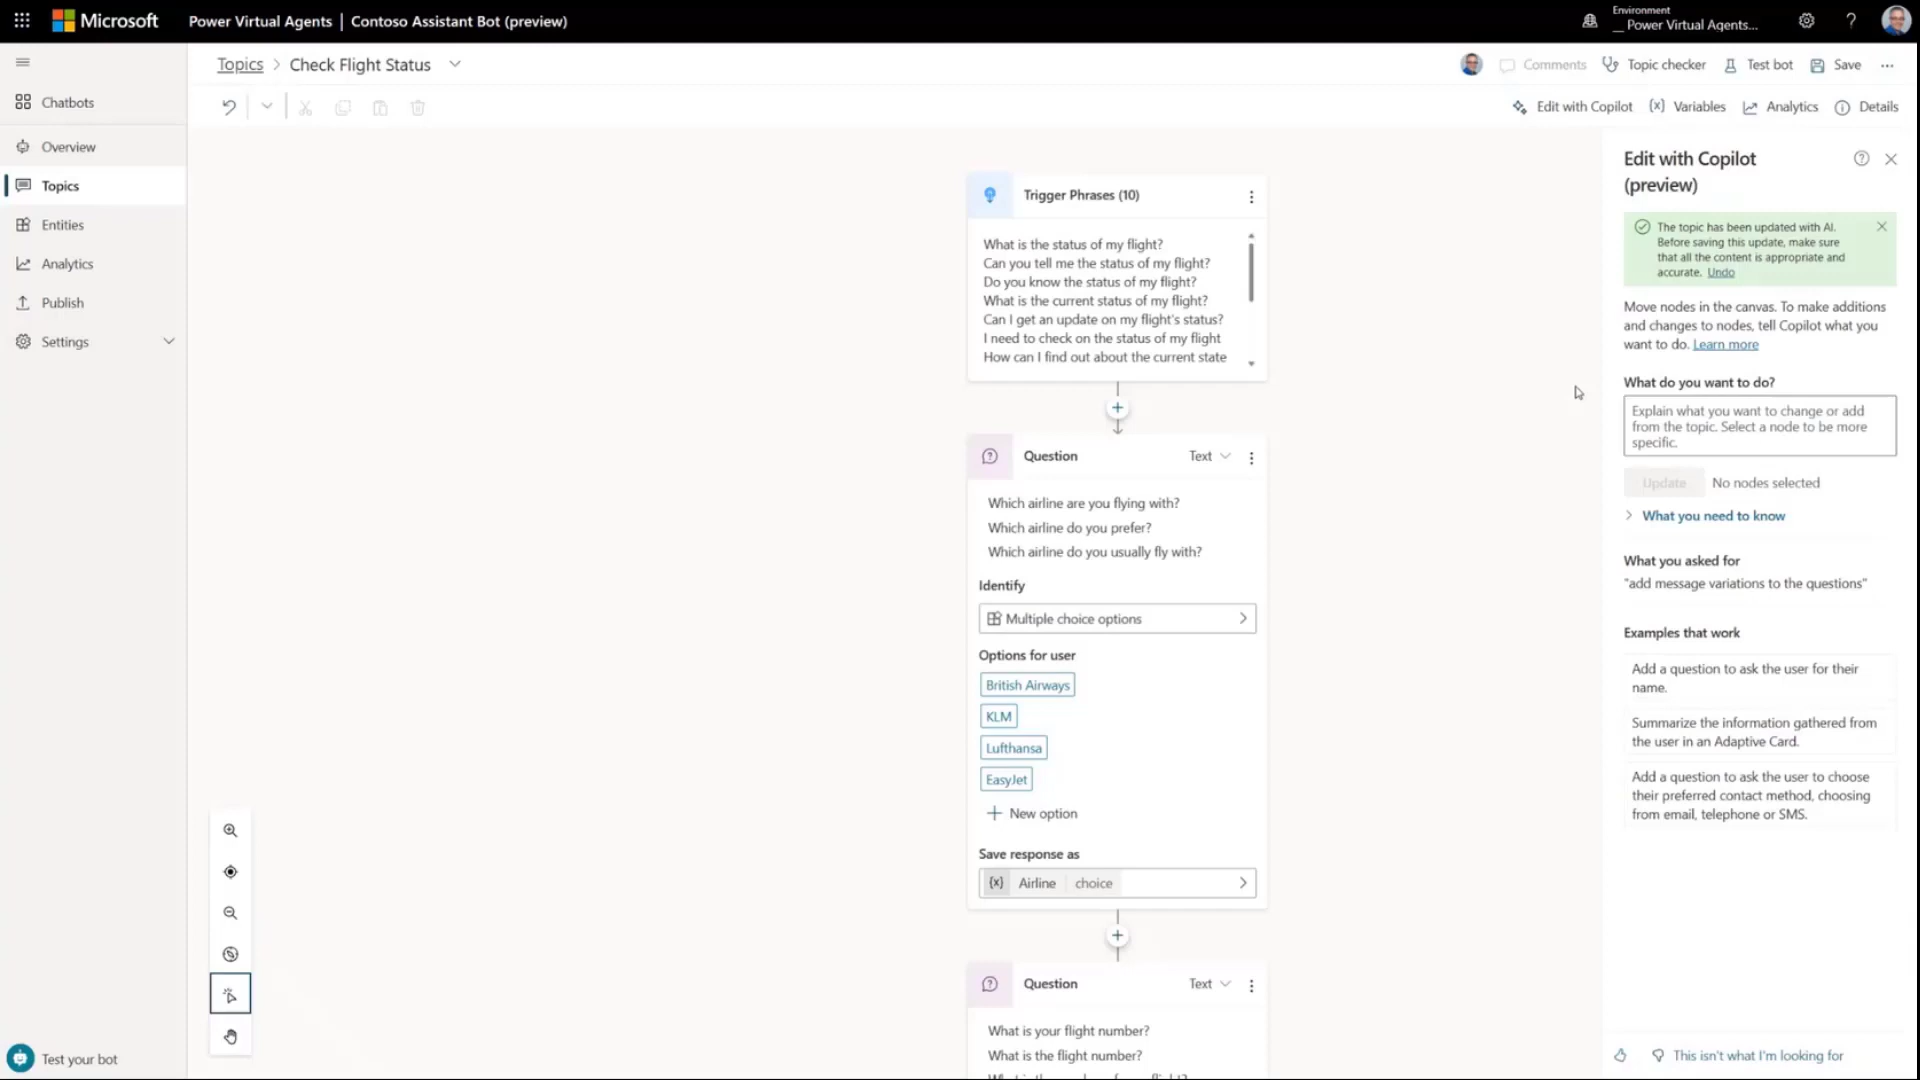 Microsoft
Power Virtual Agents | Contoso Assistant Bot (preview)
Environment
__ Power Virtual Agents...
Topics > Check Flight Status
Comments
Topic checker
Test bot
Save
Edit with Copilot
Variables
Analytics
Details
Chatbots
Overview
Topics
Entities
Analytics
Publish
Settings
Test your bot
Trigger Phrases (10)
What is the status of my flight?
Can you tell me the status of my flight?
Do you know the status of my flight?
What is the current status of my flight?
Can I get an update on my flight's status?
I need to check on the status of my flight
How can I find out about the current state
Question
Text
Which airline are you flying with?
Which airline do you prefer?
Which airline do you usually fly with?
Identify
Multiple choice options
Options for user
British Airways
KLM
Lufthansa
EasyJet
New option
Save response as
{x} Airline choice
Question
Text
What is your flight number?
What is the flight number?
Edit with Copilot
(preview)
The topic has been updated with AI.
Before saving this update, make sure
that all the content is appropriate and
accurate. Undo
Move nodes in the canvas. To make additions
and changes to nodes, tell Copilot what you
want to do. Learn more
What do you want to do?
Explain what you want to change or add
from the topic. Select a node to be more
specific.
Update
No nodes selected
What you need to know
What you asked for
"add message variations to the questions"
Examples that work
Add a question to ask the user for their
name.
Summarize the information gathered from
the user in an Adaptive Card.
Add a question to ask the user to choose
their preferred contact method, choosing
from email, telephone or SMS.
This isn't what I'm looking for